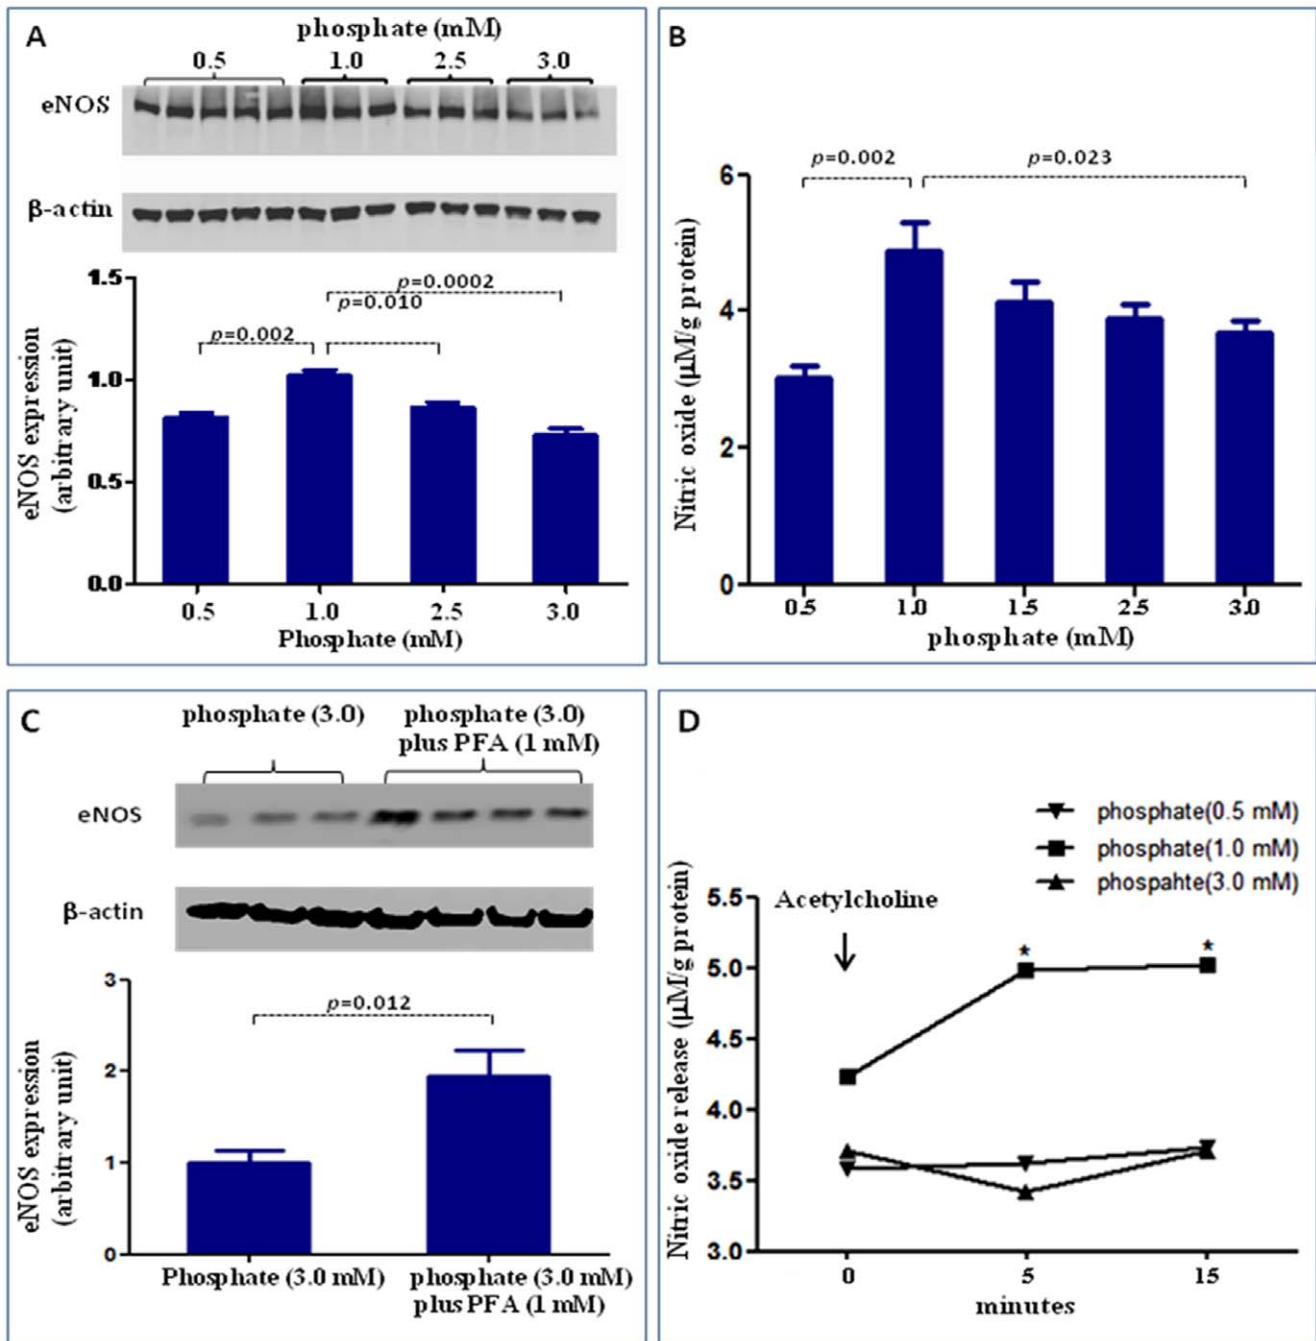 A
phosphate (mM)
0.5 1.0 2.5 3.0
eNOS
β-actin
1.5
1.0
0.5
0.0
eNOS expression
(arbitrary unit)
p=0.0002
p=0.010
p=0.002
0.5 1.0 2.5 3.0
Phosphate (mM)
B
p=0.002 p=0.023
6
4
2
0
Nitric oxide (µM/g protein)
0.5 1.0 1.5 2.5 3.0
phosphate (mM)
C
phosphate (3.0) phosphate (3.0)
plus PFA (1 mM)
eNOS
β-actin
3
2
1
0
eNOS expression
(arbitrary unit)
p=0.012
Phosphate (3.0 mM) phosphate (3.0 mM)
plus PFA (1 mM)
D
phosphate(0.5 mM)
phosphate(1.0 mM)
phospahte(3.0 mM)
Acetylcholine
* *
5.5
5.0
4.5
4.0
3.5
3.0
Nitric oxide release (µM/g protein)
0 5 15
minutes